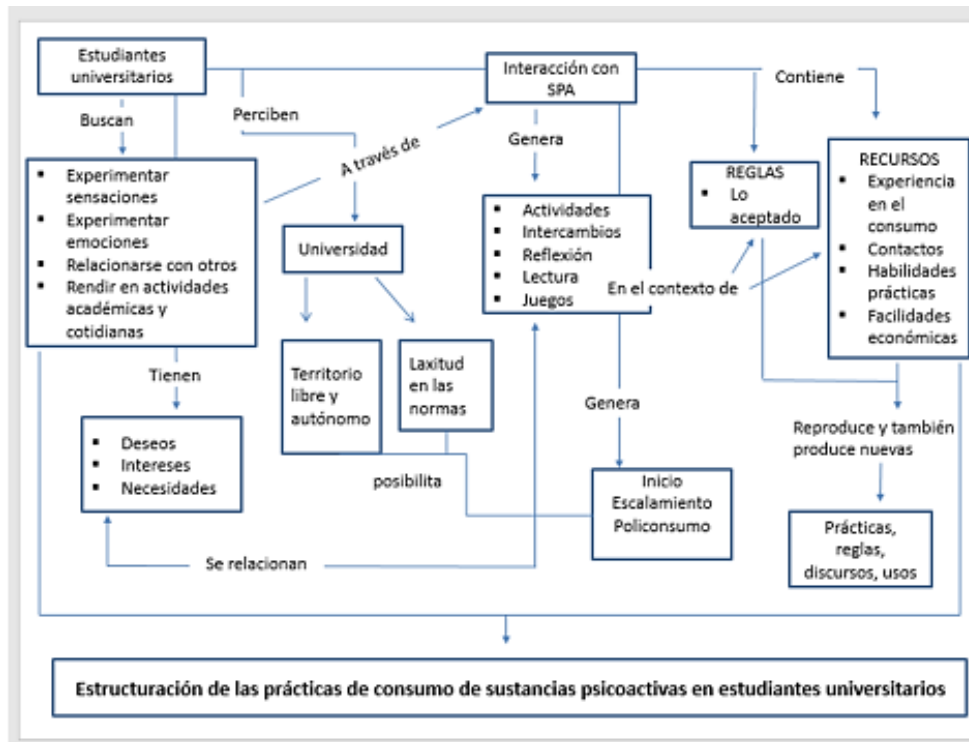 Estudiantes
universitarios
Interacción con
SPA
Contiene
Buscan
Perciben
A través de
Genera
Experimentar
sensaciones
Experimentar
emociones
Relacionarse con otros
Rendir en actividades
académicas y
cotidianas
Universidad
Actividades
Intercambios
Reflexión
Lectura
Juegos
REGLAS
Lo
aceptado
En el contexto de
RECURSOS
Experiencia
en el
consumo
Contactos
Habilidades
prácticas
Facilidades
económicas
Tienen
Territorio
libre y
autónomo
Laxitud
en las
normas
Genera
Reproduce y también
produce nuevas
Deseos
Intereses
Necesidades
posibilita
Inicio
Escalamiento
Policonsumo
Prácticas,
reglas,
discursos, usos
Se relacionan
Estructuración de las prácticas de consumo de sustancias psicoactivas en estudiantes universitarios